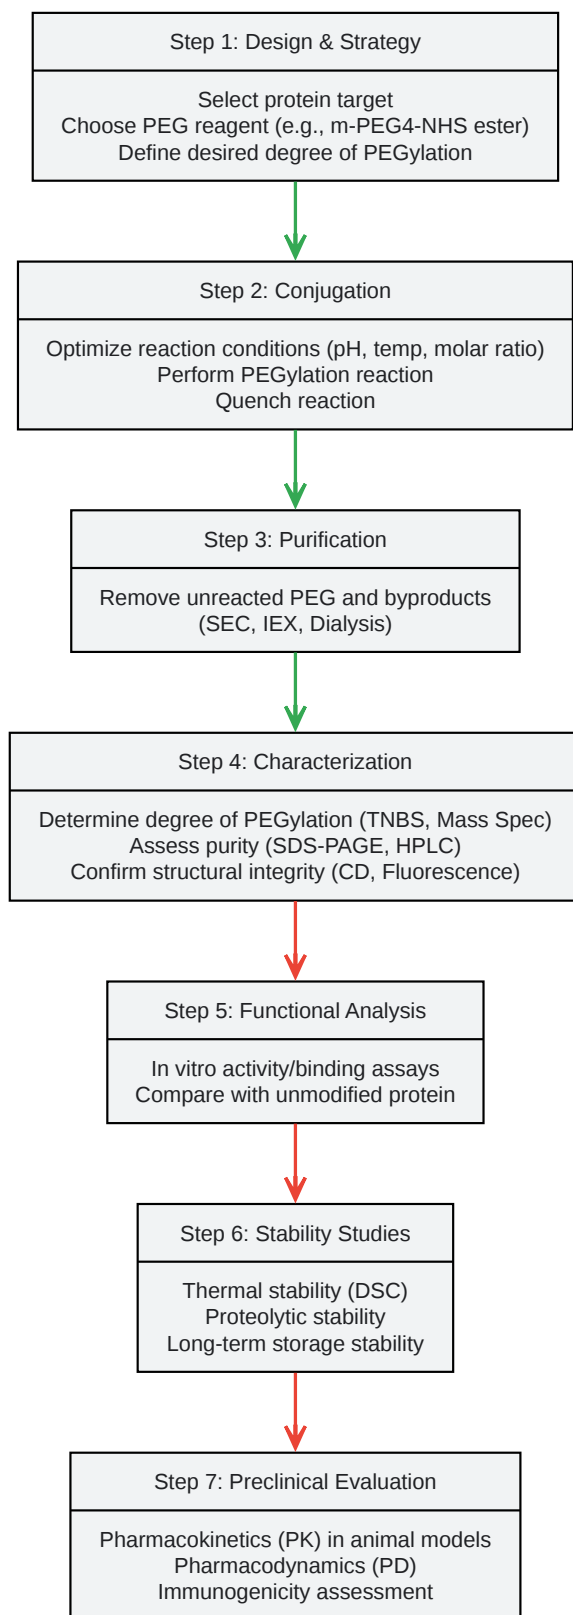 Step 1: Design & Strategy
Select protein target
Choose PEG reagent (e.g., m-PEG4-NHS ester)
Define desired degree of PEGylation
Step 2: Conjugation
Optimize reaction conditions (pH, temp, molar ratio)
Perform PEGylation reaction
Quench reaction
Step 3: Purification
Remove unreacted PEG and byproducts
(SEC, IEX, Dialysis)
Step 4: Characterization
Determine degree of PEGylation (TNBS, Mass Spec)
Assess purity (SDS-PAGE, HPLC)
Confirm structural integrity (CD, Fluorescence)
Step 5: Functional Analysis
In vitro activity/binding assays
Compare with unmodified protein
Step 6: Stability Studies
Thermal stability (DSC)
Proteolytic stability
Long-term storage stability
Step 7: Preclinical Evaluation
Pharmacokinetics (PK) in animal models
Pharmacodynamics (PD)
Immunogenicity assessment